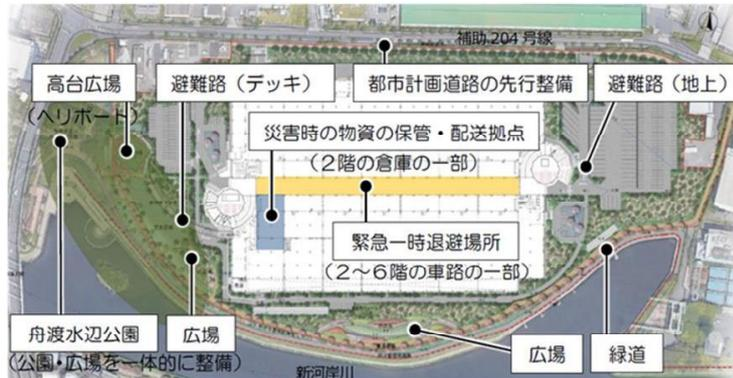 補助204号線
高台広場
(ヘリポート)
避難路(デッキ)
都市計画道路の先行整備
避難路(地上)
災害時の物資の保管・配送拠点
(2階の倉庫の一部)
緊急一時退避場所
(2~6階の車路の一部)
舟渡水辺公園
(公園・広場を一体的に整備)
広場
広場
緑道
新河岸川